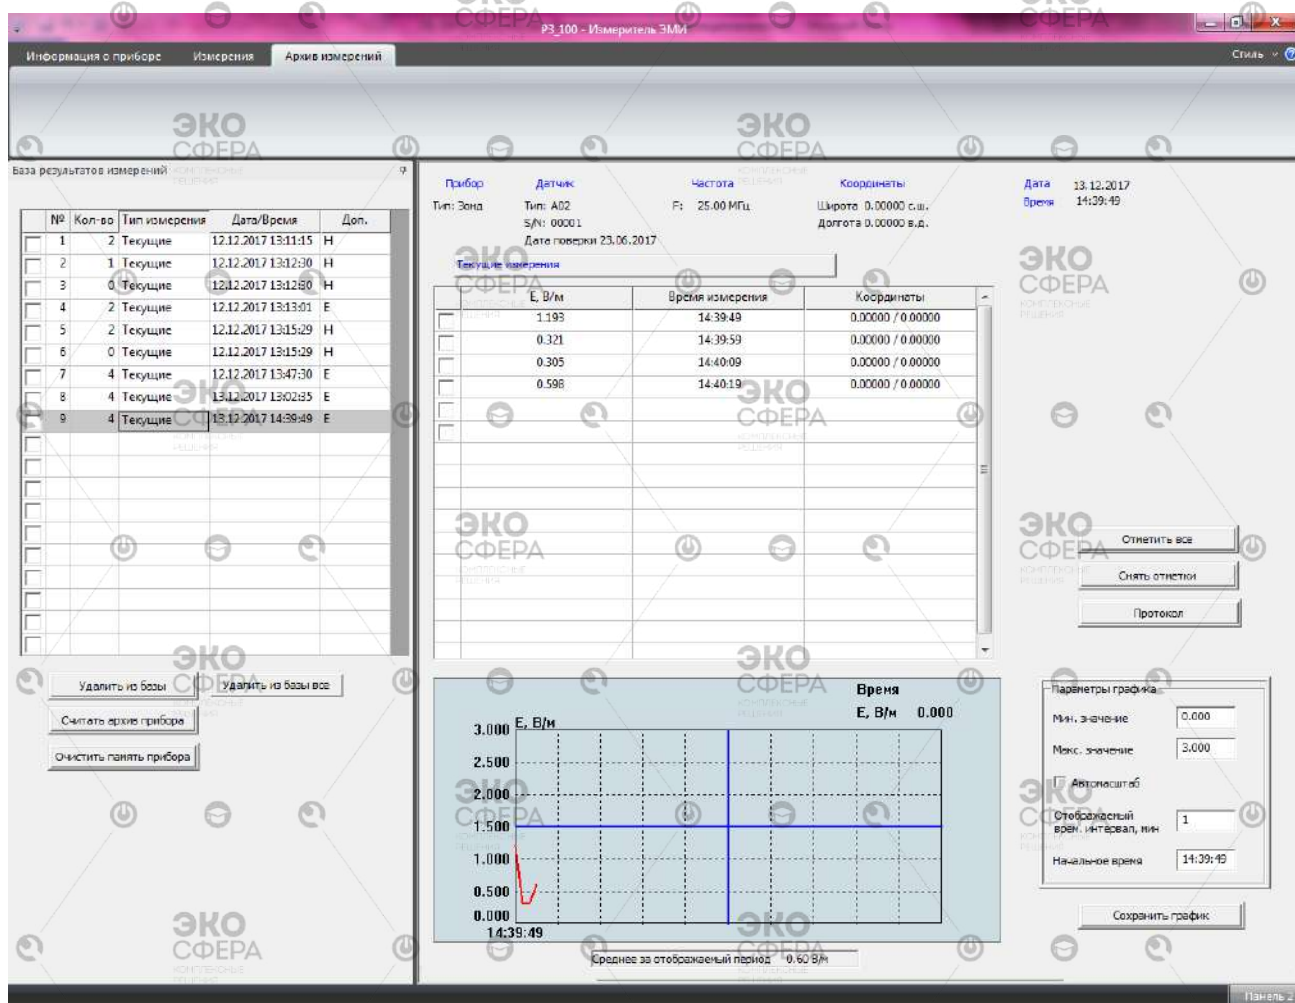 РЗ_100 - Измеритель ЭМИ
Информация о приборе Измерения Архив измерений Стиль
База результатов измерений
№ Кол-во Тип измерения Дата/Время Доп.
1 2 Текущие 12.12.2017 13:11:15 H
2 1 Текущие 12.12.2017 13:12:30 H
3 0 Текущие 12.12.2017 13:12:30 H
4 2 Текущие 12.12.2017 13:13:01 E
5 2 Текущие 12.12.2017 13:15:29 H
6 0 Текущие 12.12.2017 13:15:29 H
7 4 Текущие 12.12.2017 13:47:30 E
8 4 Текущие 13.12.2017 13:02:35 E
9 4 Текущие 13.12.2017 14:39:49 E
Удалить из базы Удалить из базы все
Считать архив прибора
Очистить память прибора
Прибор Датчик Частота Координаты Дата 13.12.2017
Тип: Зонд Тип: А02 F: 25.00 МГц Широта 0.00000 с.ш. Время 14:39:49
S/N: 00001 Долгота 0.00000 в.д.
Дата поверки 23.06.2017
Текущие измерения
E, В/м Время измерения Координаты
1.193 14:39:49 0.00000 / 0.00000
0.321 14:39:59 0.00000 / 0.00000
0.305 14:40:09 0.00000 / 0.00000
0.598 14:40:19 0.00000 / 0.00000
Отметить все
Снять отметки
Протокол
Время
E, В/м 0.000
E, В/м
3.000
2.500
2.000
1.500
1.000
0.500
0.000
14:39:49
Среднее за отображаемый период 0.60 В/м
Параметры графика
Мин. значение 0.000
Макс. значение 3.000
Автомасштаб
Отображаемый
врем. интервал, мин 1
Начальное время 14:39:49
Сохранить график
Панель 2
ЭКО
СФЕРА
КОМПЛЕКСНЫЕ
РЕШЕНИЯ